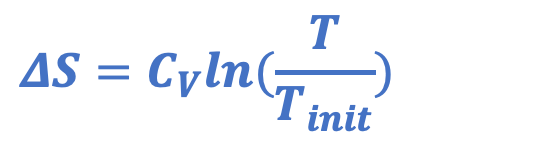 ΔS = C_V ln(T/T_init)